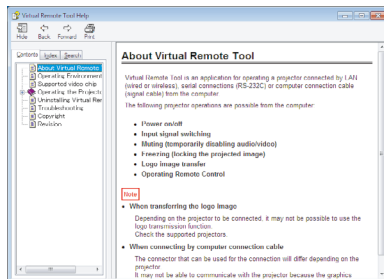 Virtual Remote Tool Help
Hide Back Forward Print
Contents Index Search
About Virtual Remote
Operating Environment
Supported video chip
Operating the Projecto
Uninstalling Virtual Rer
Troubleshooting
Copyright
Revision
About Virtual Remote Tool
Virtual Remote Tool is an application for operating a projector connected by LAN
(wired or wireless), serial connections (RS-232C) or computer connection cable
(signal cable) from the computer.
The following projector operations are possible from the computer:
• Power on/off
• Input signal switching
• Muting (temporarily disabling audio/video)
• Freezing (locking the projected image)
• Logo image transfer
• Operating Remote Control
Note
• When transferring the logo Image
Depending on the projector to be connected, it may not be possible to use the
logo transmission function.
Check the supported projectors.
• When connecting by computer connection cable
The connector that can be used for the connection will differ depending on the
projector
It may not be able to communicate with the projector because the graphics